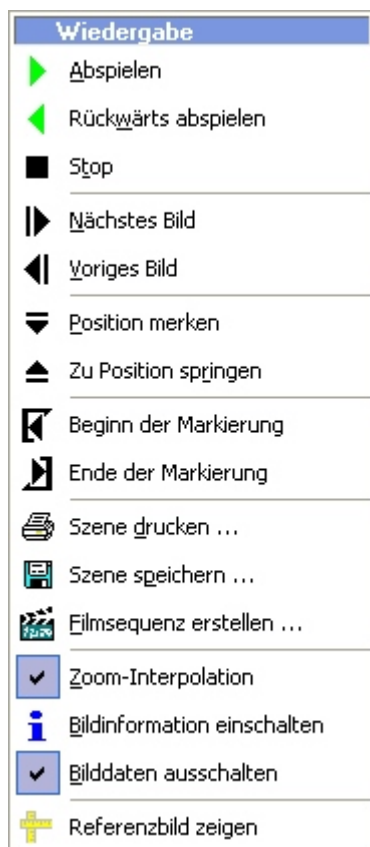 Wiedergabe
Abspielen
Rückwärts abspielen
Stop
Nächstes Bild
Voriges Bild
Position merken
Zu Position springen
Beginn der Markierung
Ende der Markierung
Szene drucken ...
Szene speichern ...
Filmsequenz erstellen ...
Zoom-Interpolation
Bildinformation einschalten
Bilddaten ausschalten
Referenzbild zeigen